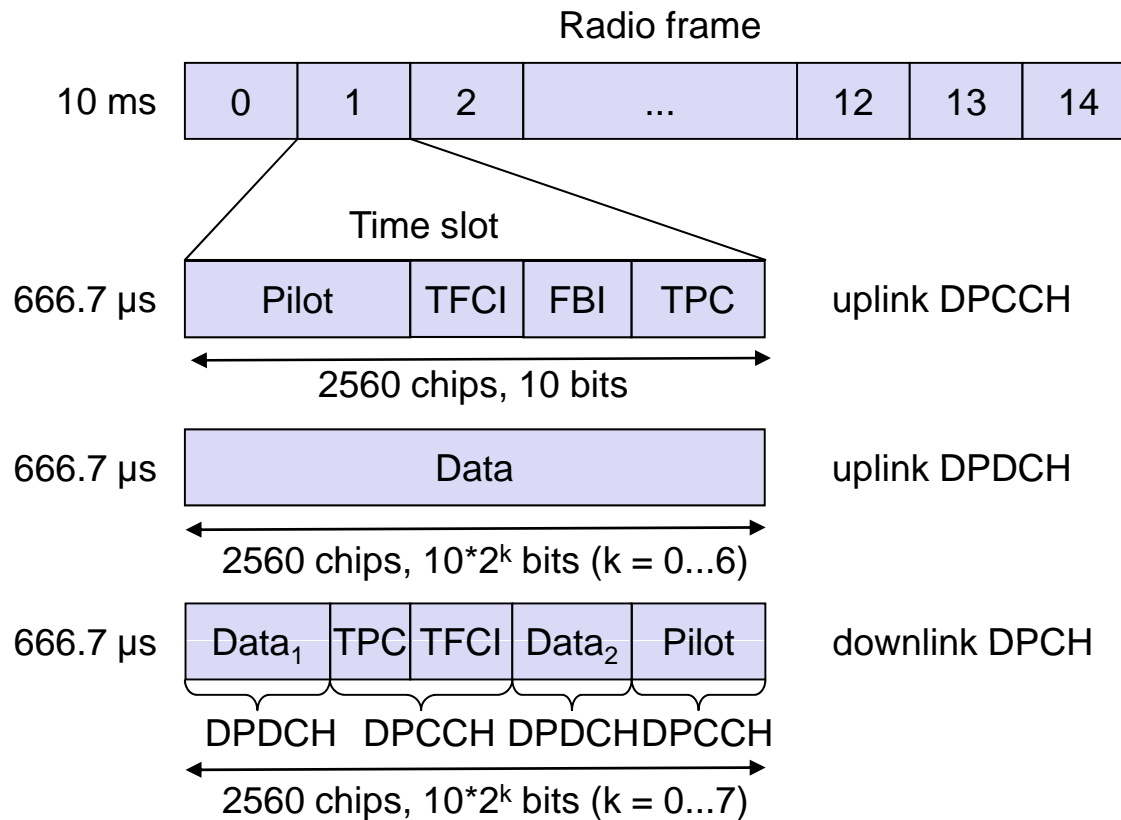 Radio frame
10 ms 0 1 2 ... 12 13 14
Time slot
666.7 µs Pilot TFCI FBI TPC uplink DPCCH
2560 chips, 10 bits
666.7 µs Data uplink DPDCH
2560 chips, 10*2ᵏ bits (k = 0...6)
666.7 µs Data₁ TPC TFCI Data₂ Pilot downlink DPCH
DPDCH DPCCH DPDCH DPCCH
2560 chips, 10*2ᵏ bits (k = 0...7)